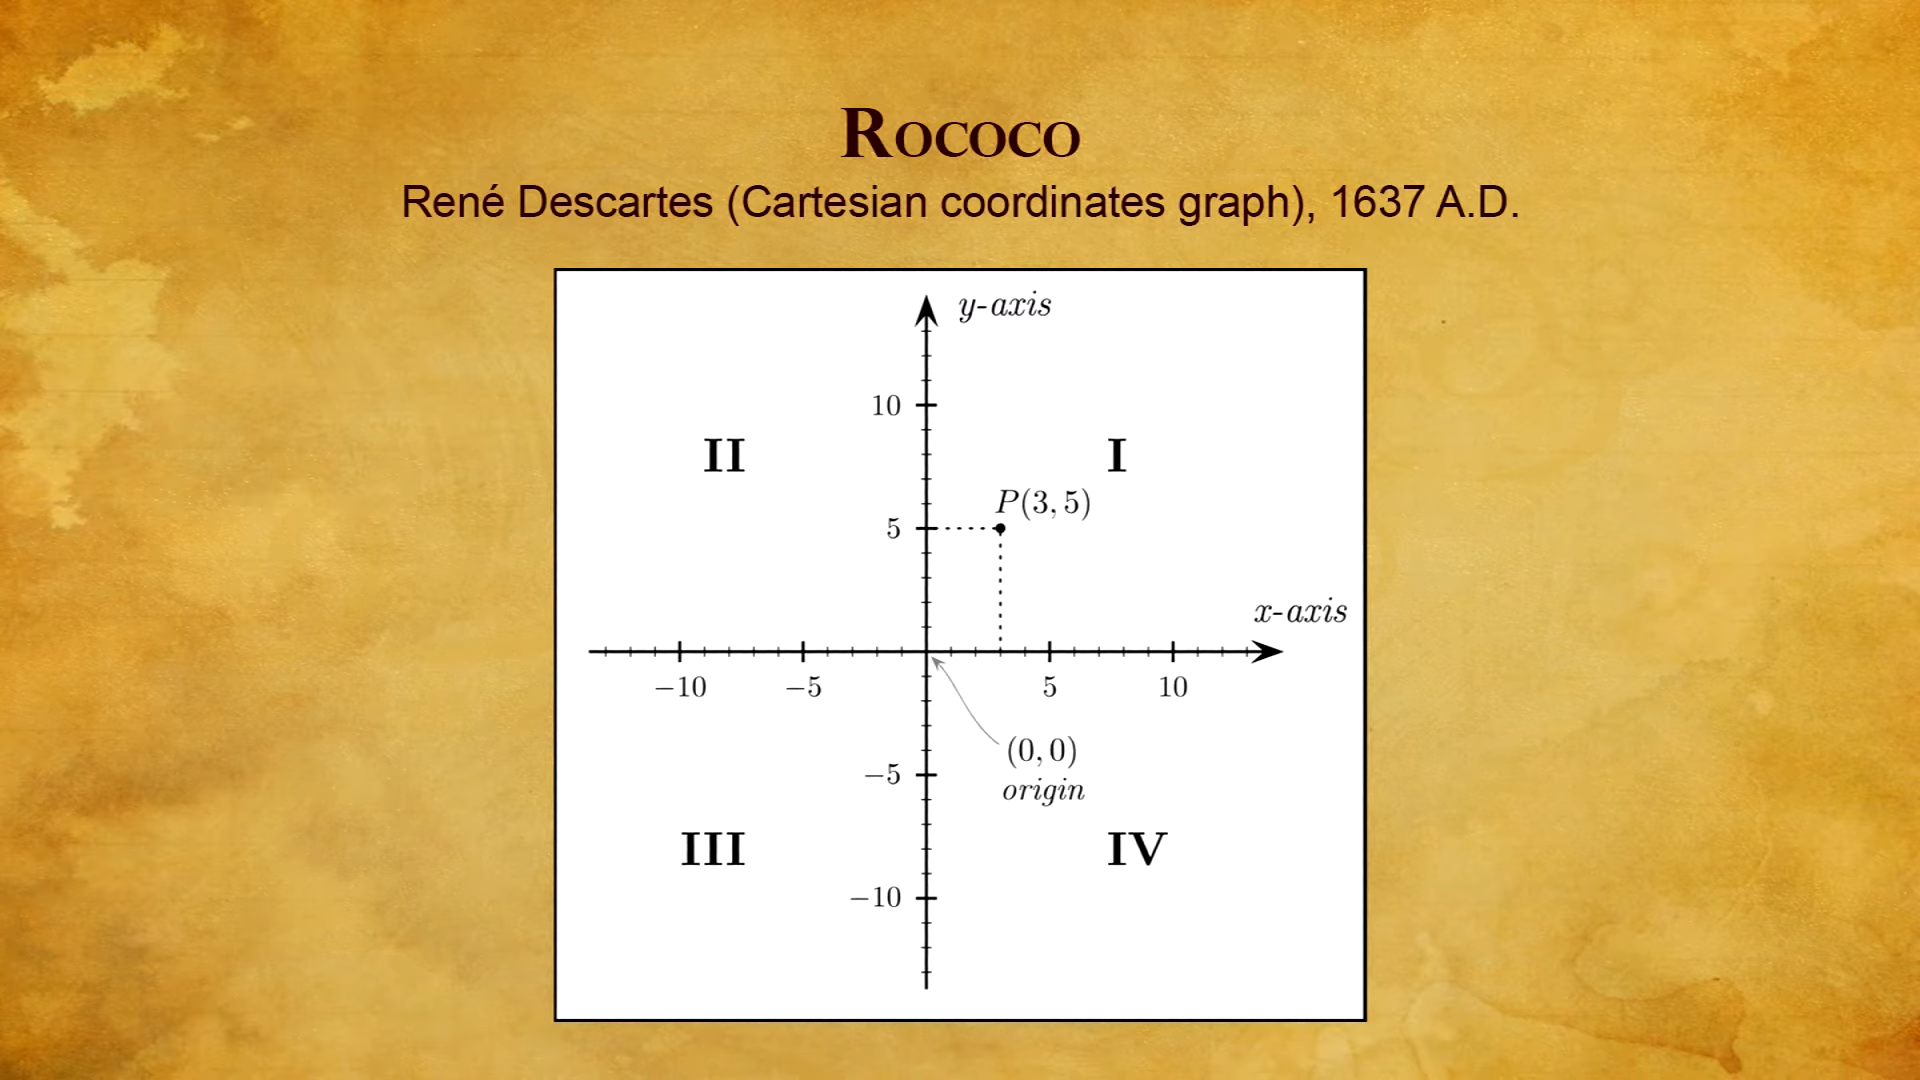 Rococo
René Descartes (Cartesian coordinates graph), 1637 A.D.
y-axis
10
II
I
P(3, 5)
5
x-axis
−10 −5 5 10
(0, 0)
−5
origin
III
IV
−10